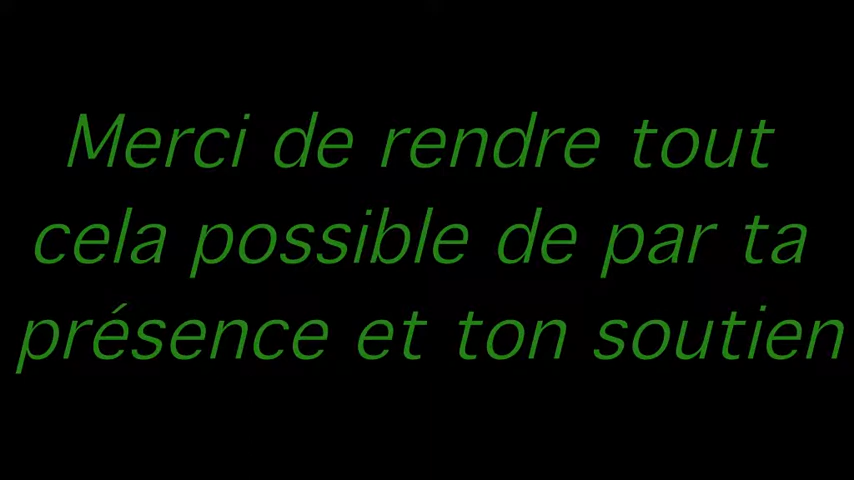 Merci de rendre tout
cela possible de par ta
présence et ton soutien